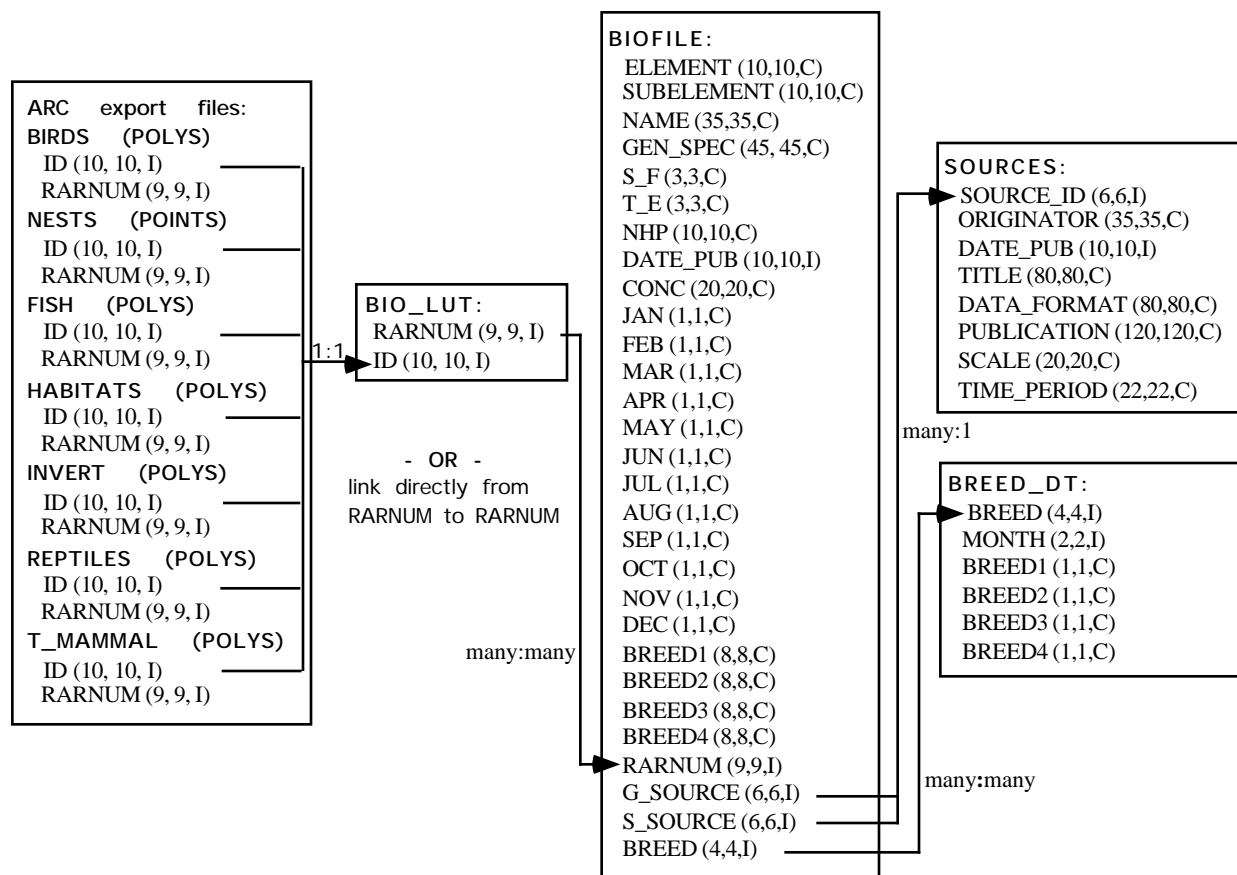 ARC export files:
BIRDS (POLYS)
ID (10, 10, I)
RARNUM (9, 9, I)
NESTS (POINTS)
ID (10, 10, I)
RARNUM (9, 9, I)
FISH (POLYS)
ID (10, 10, I)
RARNUM (9, 9, I)
HABITATS (POLYS)
ID (10, 10, I)
RARNUM (9, 9, I)
INVERT (POLYS)
ID (10, 10, I)
RARNUM (9, 9, I)
REPTILES (POLYS)
ID (10, 10, I)
RARNUM (9, 9, I)
T_MAMMAL (POLYS)
ID (10, 10, I)
RARNUM (9, 9, I)
1:1
BIO_LUT:
RARNUM (9, 9, I)
ID (10, 10, I)
- OR -
link directly from
RARNUM to RARNUM
many:many
BIOFILE:
ELEMENT (10,10,C)
SUBELEMENT (10,10,C)
NAME (35,35,C)
GEN_SPEC (45, 45,C)
S_F (3,3,C)
T_E (3,3,C)
NHP (10,10,C)
DATE_PUB (10,10,I)
CONC (20,20,C)
JAN (1,1,C)
FEB (1,1,C)
MAR (1,1,C)
APR (1,1,C)
MAY (1,1,C)
JUN (1,1,C)
JUL (1,1,C)
AUG (1,1,C)
SEP (1,1,C)
OCT (1,1,C)
NOV (1,1,C)
DEC (1,1,C)
BREED1 (8,8,C)
BREED2 (8,8,C)
BREED3 (8,8,C)
BREED4 (8,8,C)
RARNUM (9,9,I)
G_SOURCE (6,6,I)
S_SOURCE (6,6,I)
BREED (4,4,I)
many:1
many:many
SOURCES:
SOURCE_ID (6,6,I)
ORIGINATOR (35,35,C)
DATE_PUB (10,10,I)
TITLE (80,80,C)
DATA_FORMAT (80,80,C)
PUBLICATION (120,120,C)
SCALE (20,20,C)
TIME_PERIOD (22,22,C)
BREED_DT:
BREED (4,4,I)
MONTH (2,2,I)
BREED1 (1,1,C)
BREED2 (1,1,C)
BREED3 (1,1,C)
BREED4 (1,1,C)